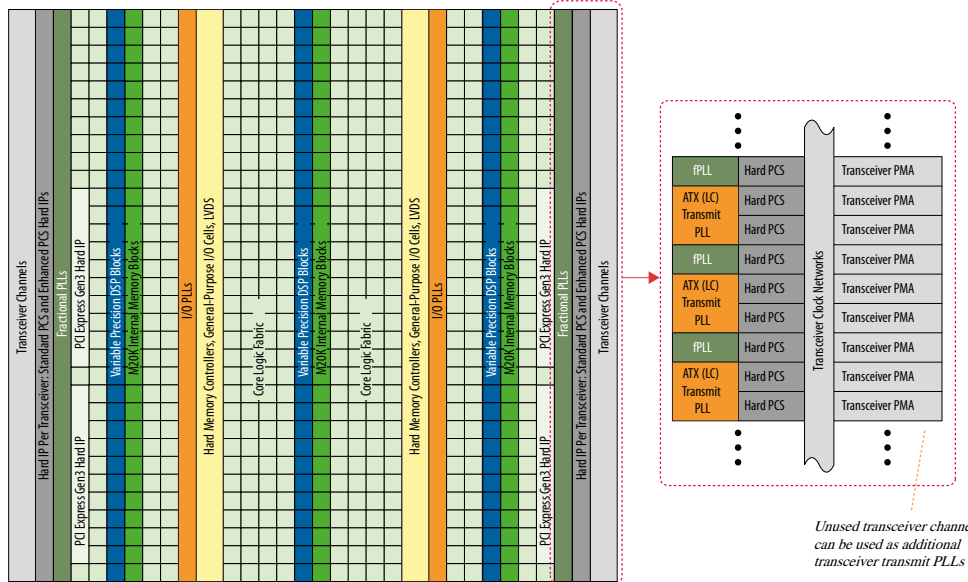 Transceiver Channels
Hard IP Per Transceiver: Standard PCS and Enhanced PCS Hard IPs
Fractional PLLs
PCI Express Gen3 Hard IP
PCI Express Gen3 Hard IP
Variable Precision DSP Blocks
M20K Internal Memory Blocks
I/O PLLs
Hard Memory Controllers, General-Purpose I/O Cells, LVDS
Core Logic Fabric
Variable Precision DSP Blocks
M20K Internal Memory Blocks
Core Logic Fabric
Hard Memory Controllers, General-Purpose I/O Cells, LVDS
I/O PLLs
Variable Precision DSP Blocks
M20K Internal Memory Blocks
PCI Express Gen3 Hard IP
PCI Express Gen3 Hard IP
Fractional PLLs
Hard IP Per Transceiver: Standard PCS and Enhanced PCS Hard IPs
Transceiver Channels
fPLL
Hard PCS
Transceiver PMA
ATX (LC)
Transmit
PLL
Hard PCS
Transceiver PMA
Hard PCS
Transceiver PMA
fPLL
Hard PCS
Transceiver PMA
ATX (LC)
Transmit
PLL
Hard PCS
Transceiver PMA
Hard PCS
Transceiver PMA
fPLL
Hard PCS
Transceiver PMA
ATX (LC)
Transmit
PLL
Hard PCS
Transceiver PMA
Hard PCS
Transceiver PMA
Transceiver Clock Networks
Unused transceiver
can be used as additional
transceiver transmit PLLs